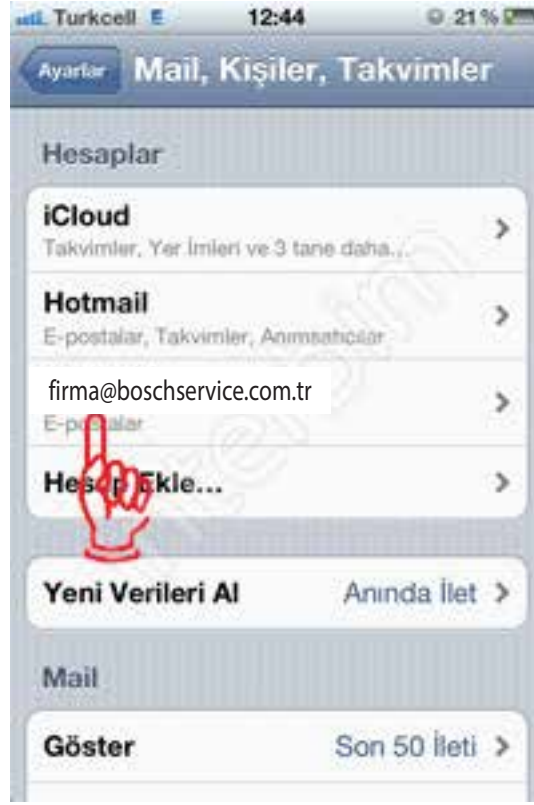 Turkcell E 12:44 21 %
Ayarlar Mail, Kişiler, Takvimler
Hesaplar
iCloud
Takvimler, Yer İmleri ve 3 tane daha...
Hotmail
E-postalar, Takvimler, Anımsatıcılar
firma@boschservice.com.tr
E-postalar
Hesap Ekle...
Yeni Verileri Al Anında İlet
Mail
Göster Son 50 İleti